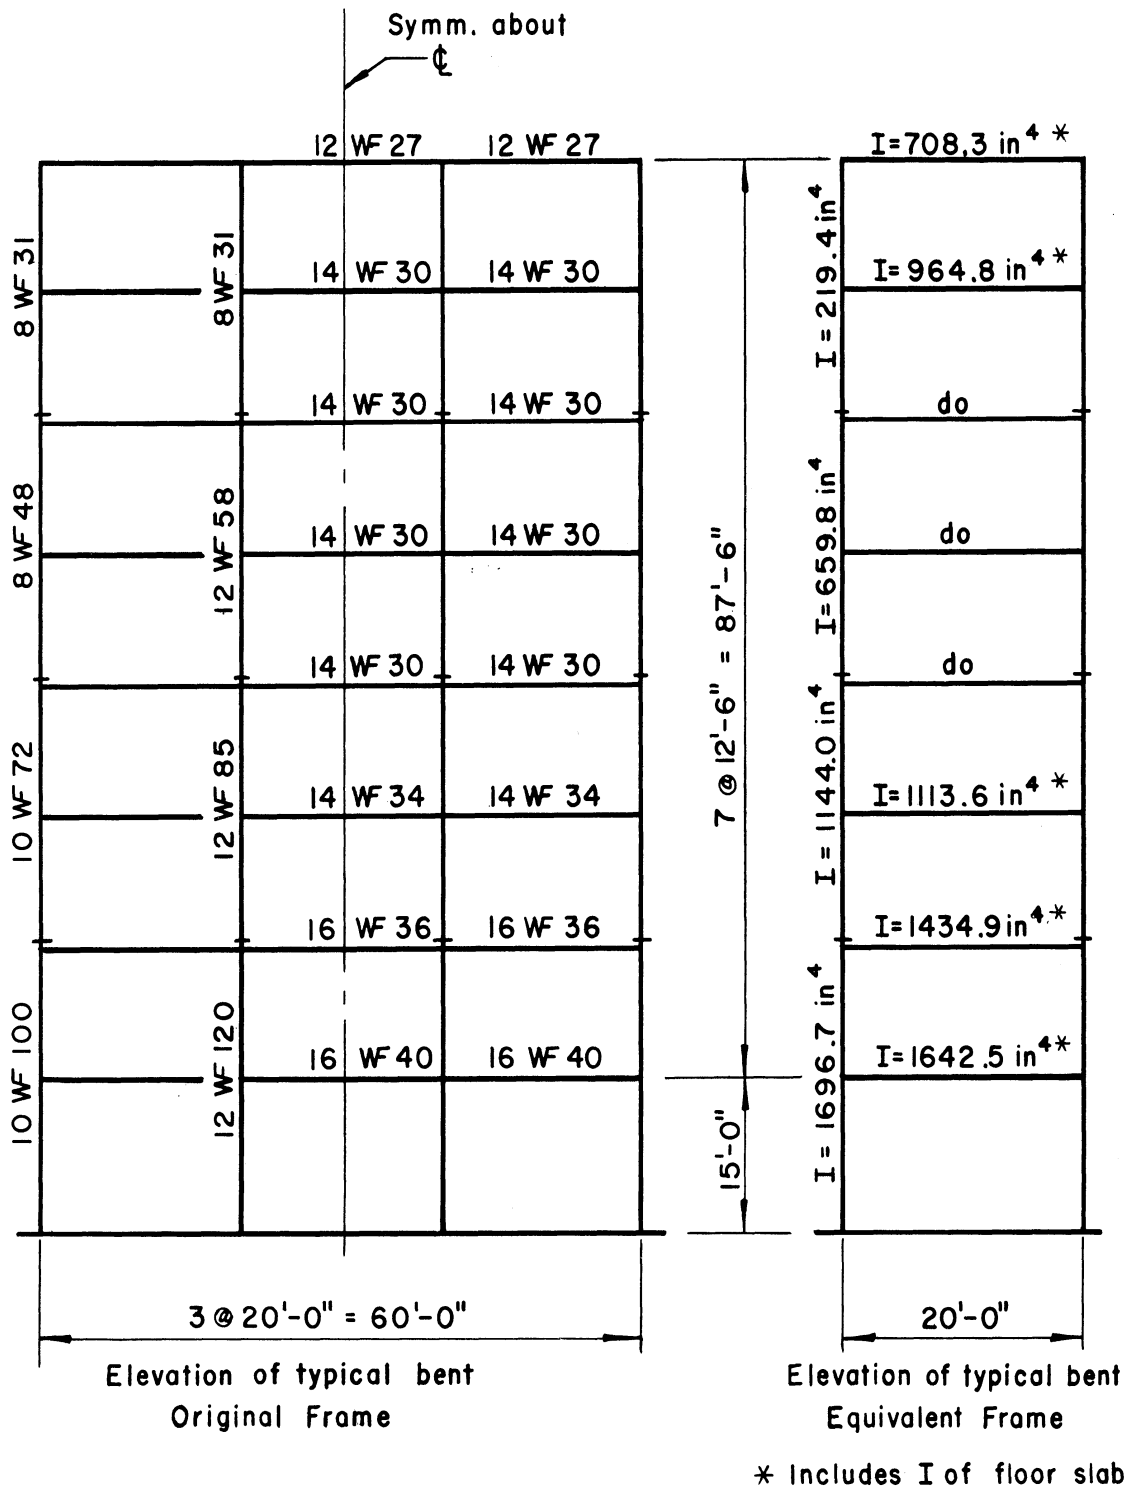 Symm. about
℄
12 WF 27 12 WF 27 I=708.3 in⁴ *
8 WF 31
8 WF 31
14 WF 30 14 WF 30
I = 219.4 in⁴
I=964.8 in⁴ *
14 WF 30 14 WF 30 do
8 WF 48
12 WF 58
14 WF 30 14 WF 30
I=659.8 in⁴
do
14 WF 30 14 WF 30 do
7 @ 12'-6" = 87'-6"
10 WF 72
12 WF 85
14 WF 34 14 WF 34
I = 1144.0 in⁴
I=1113.6 in⁴ *
16 WF 36 16 WF 36 I=1434.9 in⁴ *
10 WF 100
12 WF 120
16 WF 40 16 WF 40
I = 1696.7 in⁴
I=1642.5 in⁴ *
15'-0"
3 @ 20'-0" = 60'-0" 20'-0"
Elevation of typical bent
Original Frame
Elevation of typical bent
Equivalent Frame
* Includes I of floor slab